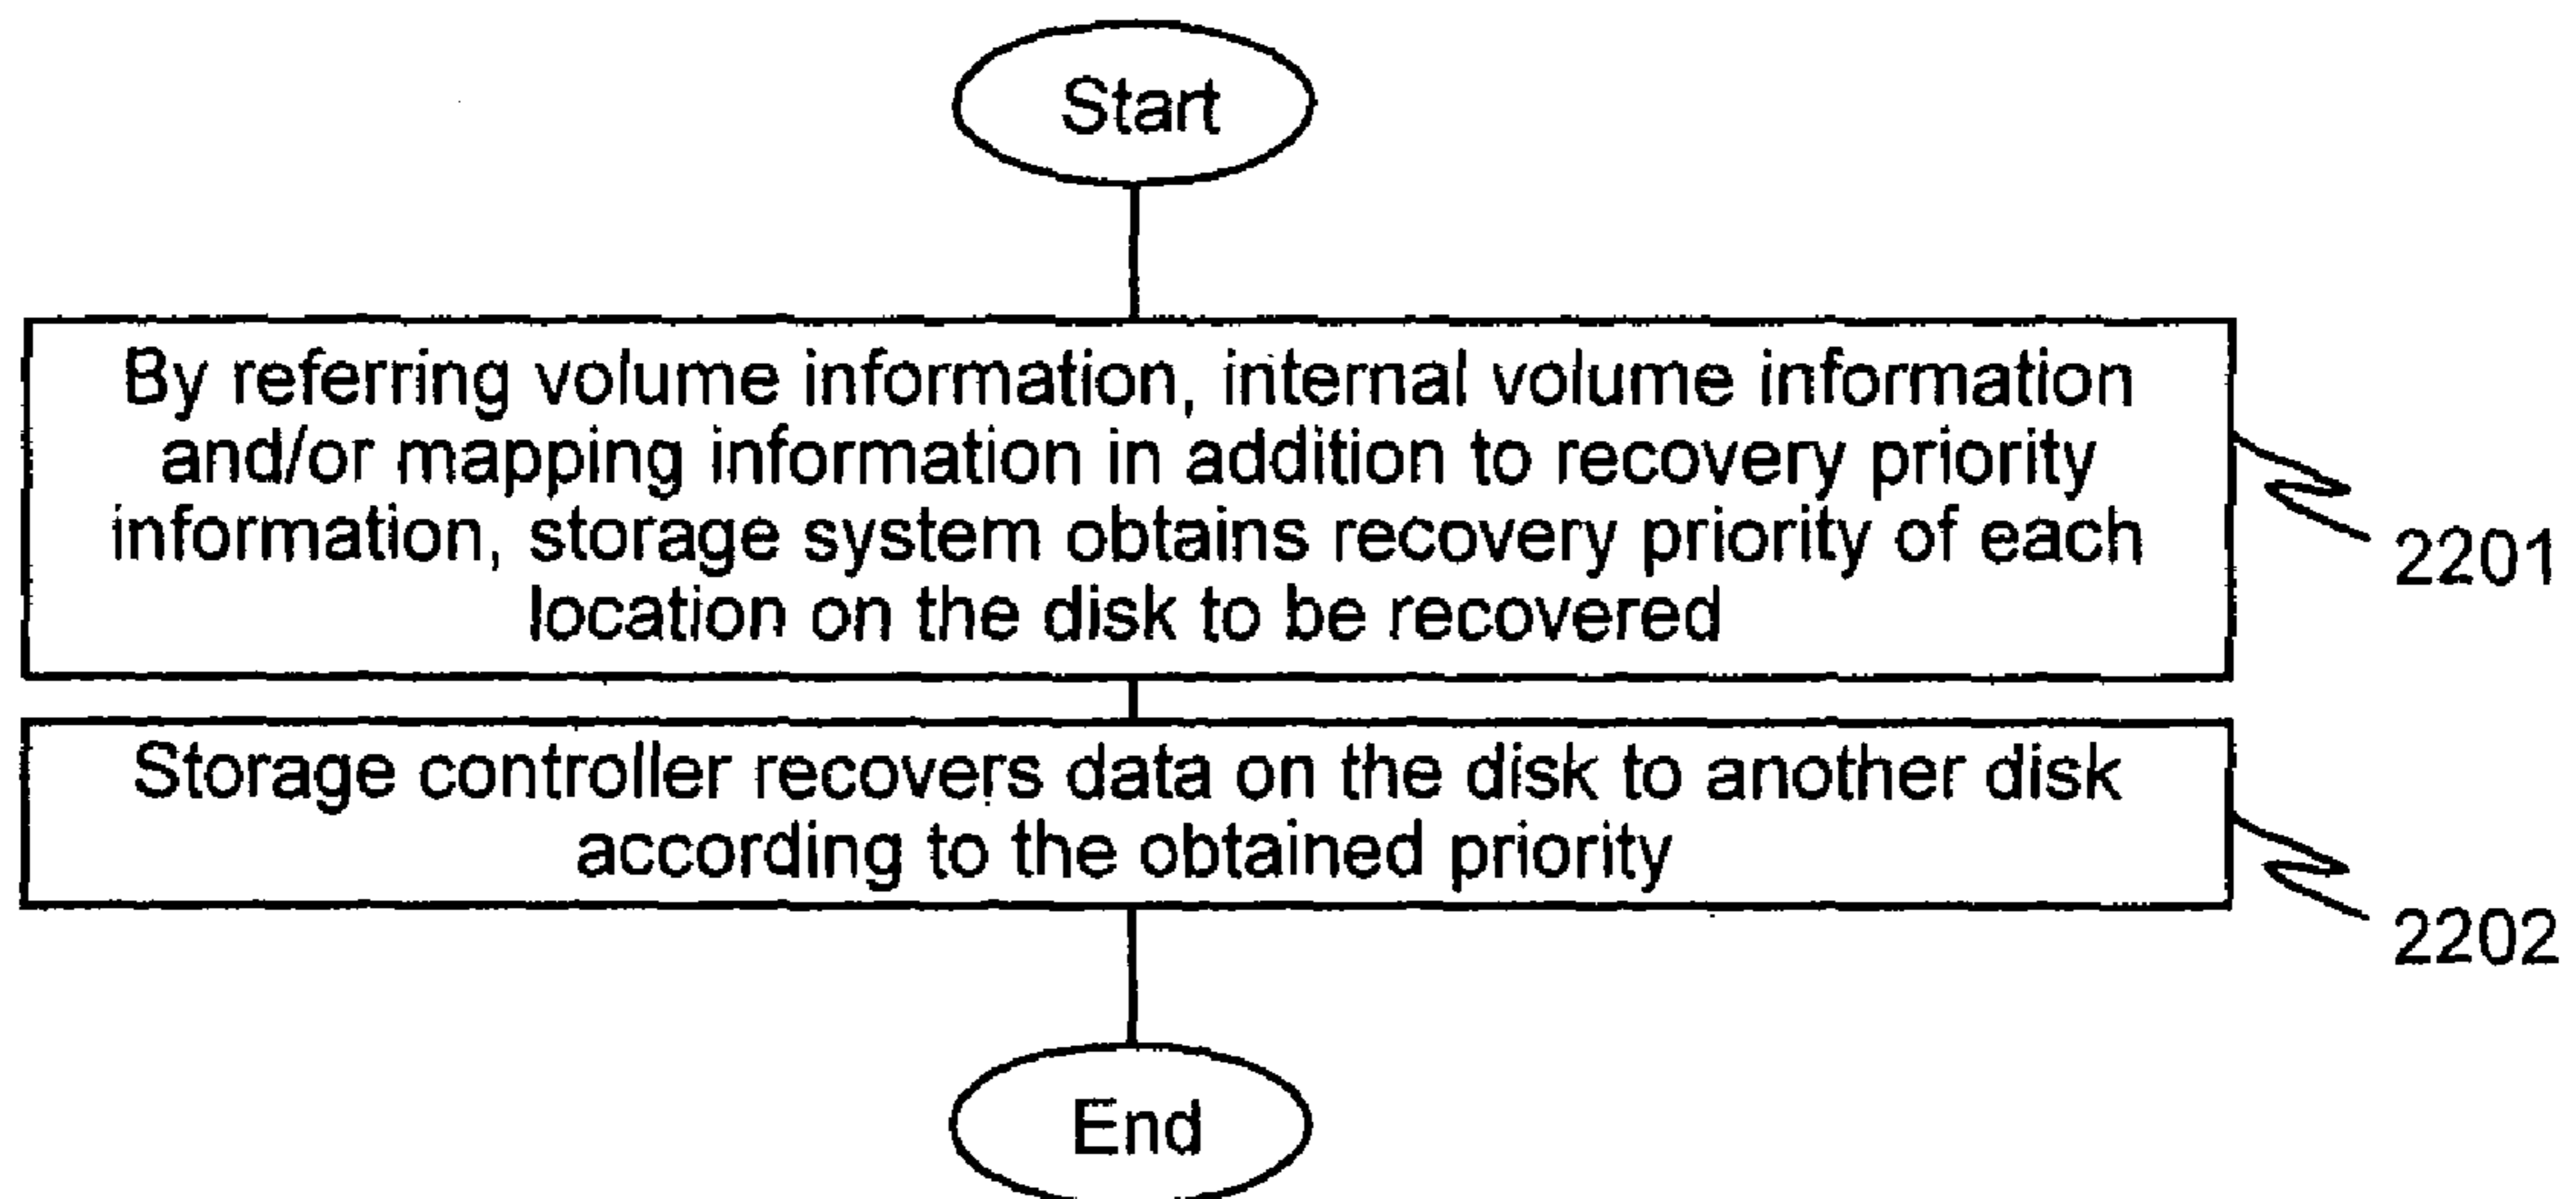 Start
By referring volume information, internal volume information
and/or mapping information in addition to recovery priority
information, storage system obtains recovery priority of each
location on the disk to be recovered
2201
Storage controller recovers data on the disk to another disk
according to the obtained priority
2202
End